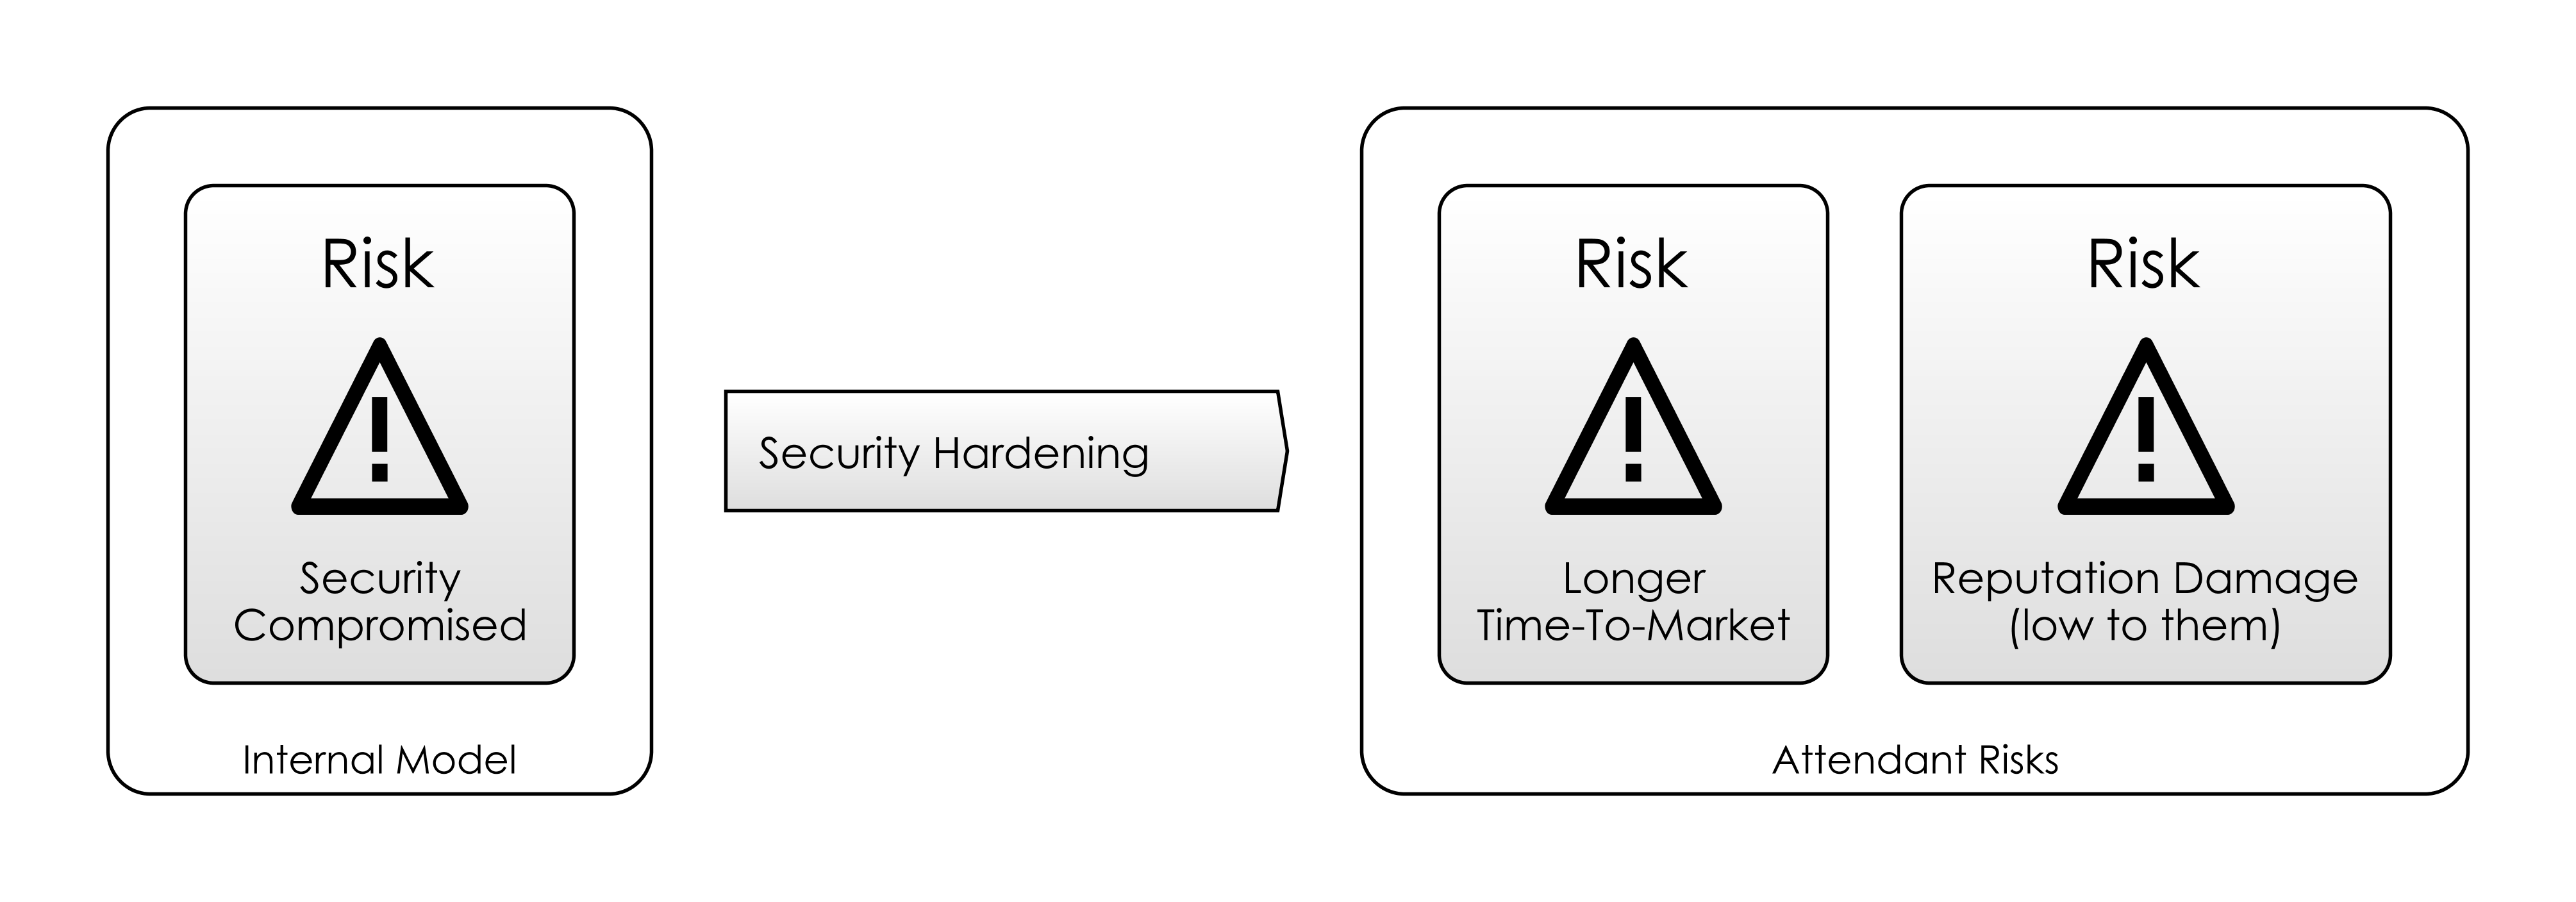 Risk
Security
Compromised
Internal Model
Security Hardening
Risk
Longer
Time-To-Market
Risk
Reputation Damage
(low to them)
Attendant Risks